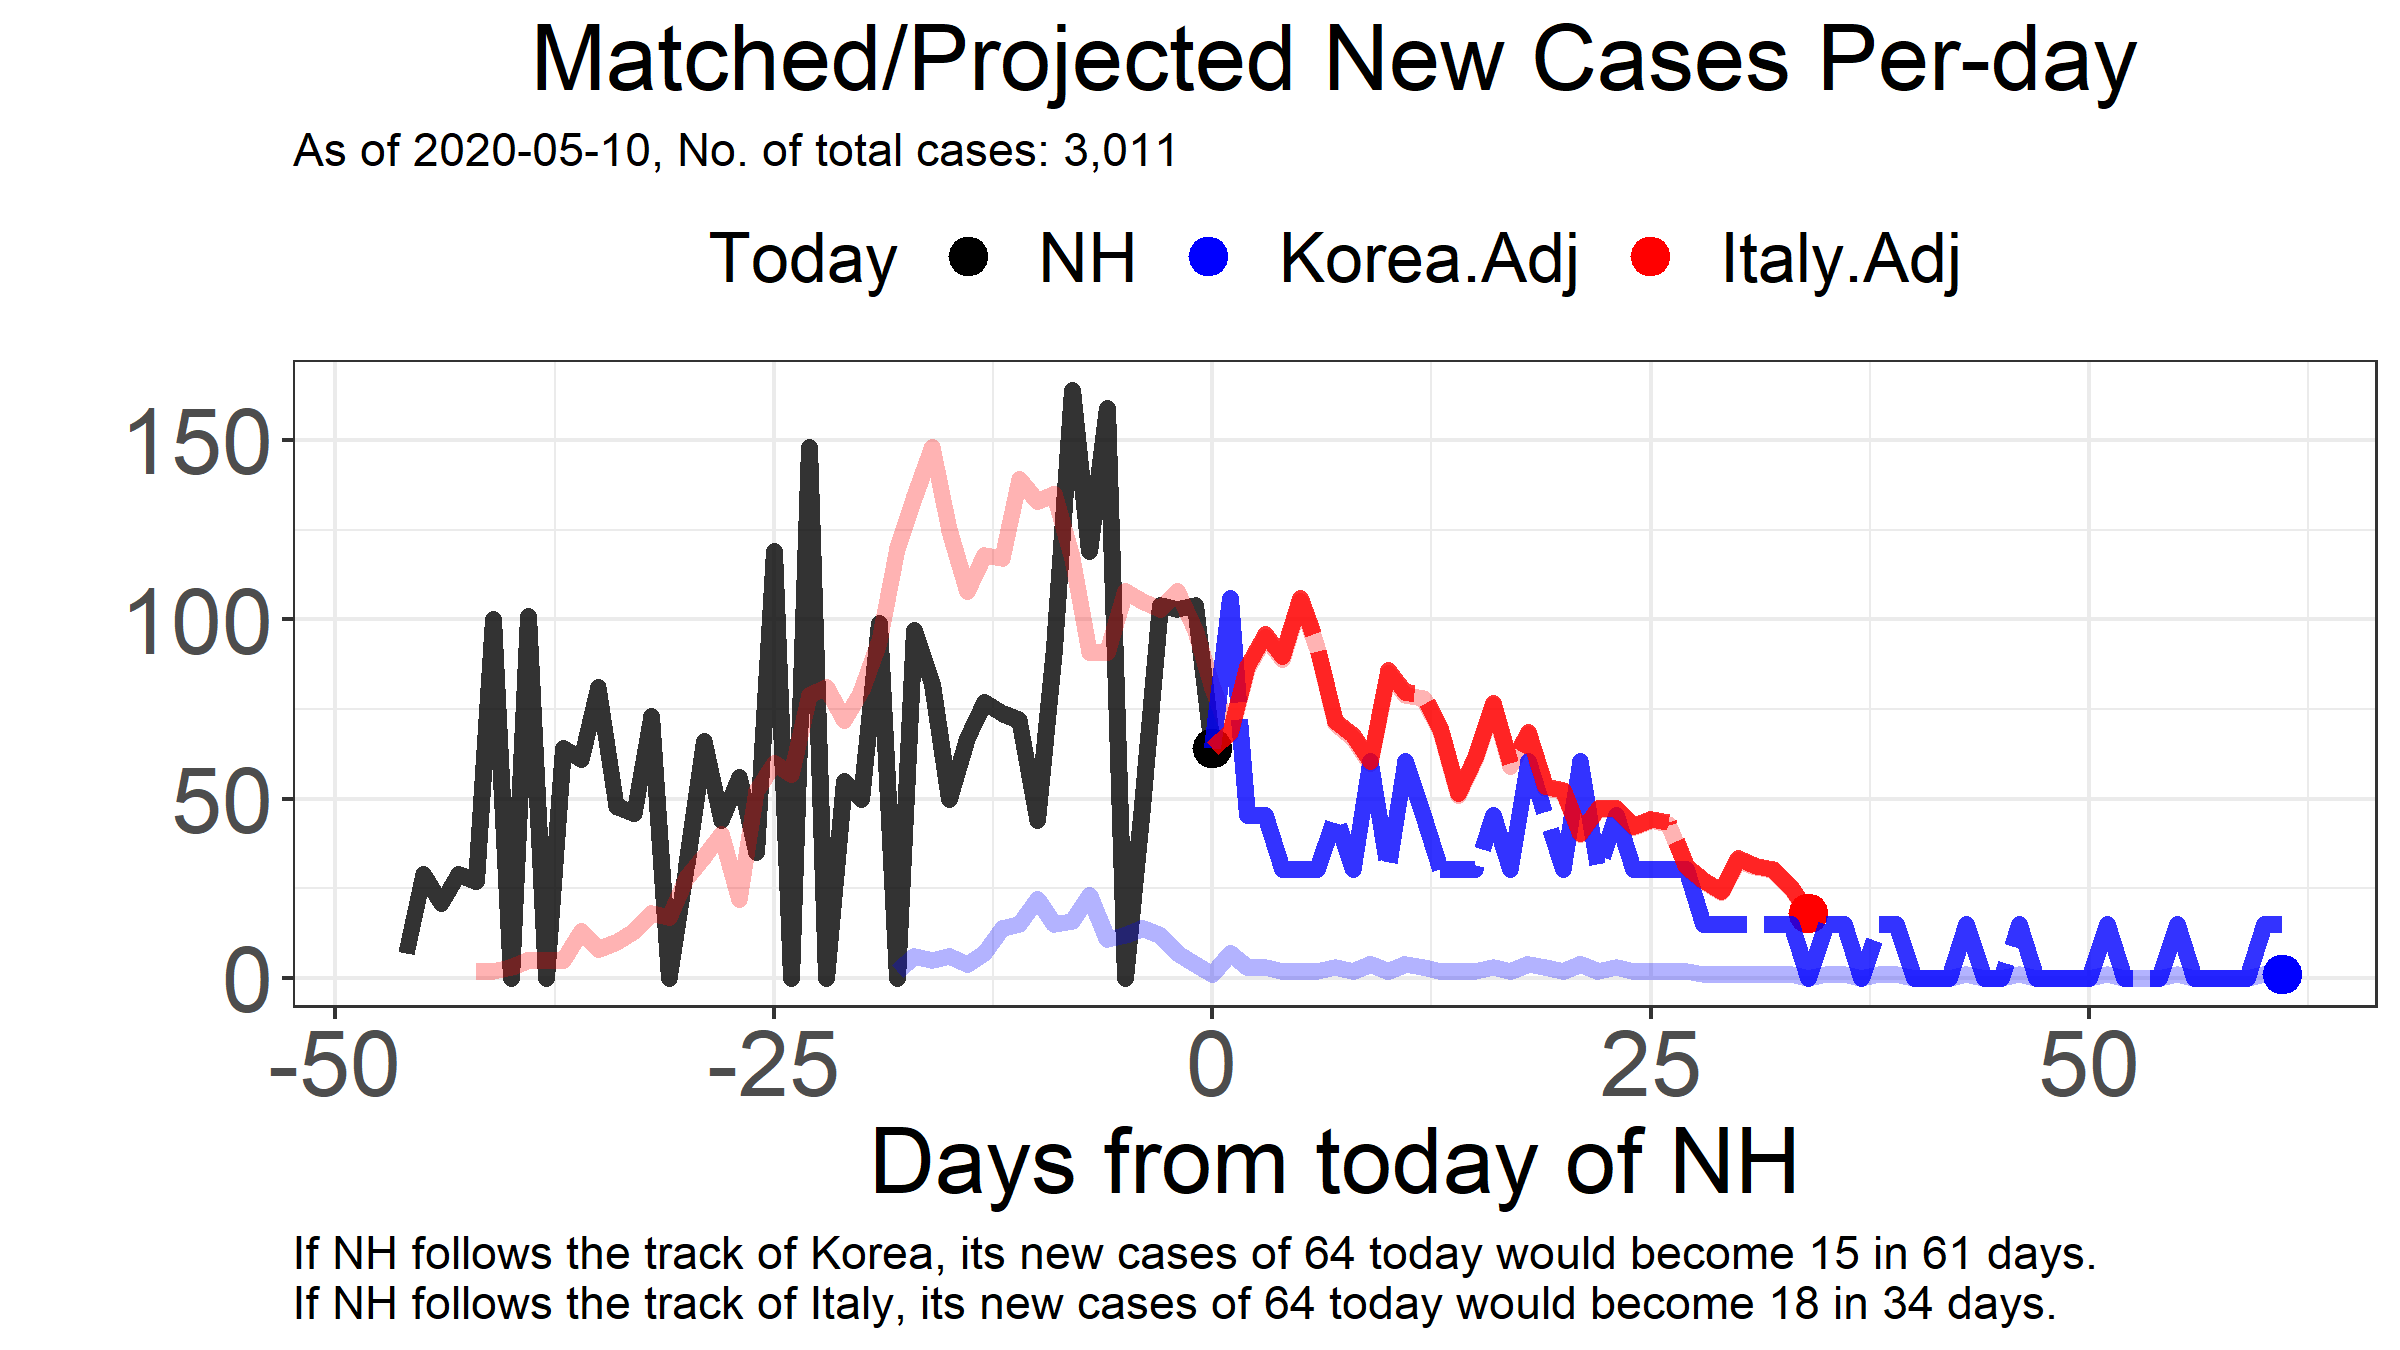 Matched/Projected New Cases Per-day
As of 2020-05-10, No. of total cases: 3,011
Today NH Korea.Adj Italy.Adj
150
100
50
0
-50 -25 0 25 50
Days from today of NH
If NH follows the track of Korea, its new cases of 64 today would become 15 in 61 days.
If NH follows the track of Italy, its new cases of 64 today would become 18 in 34 days.